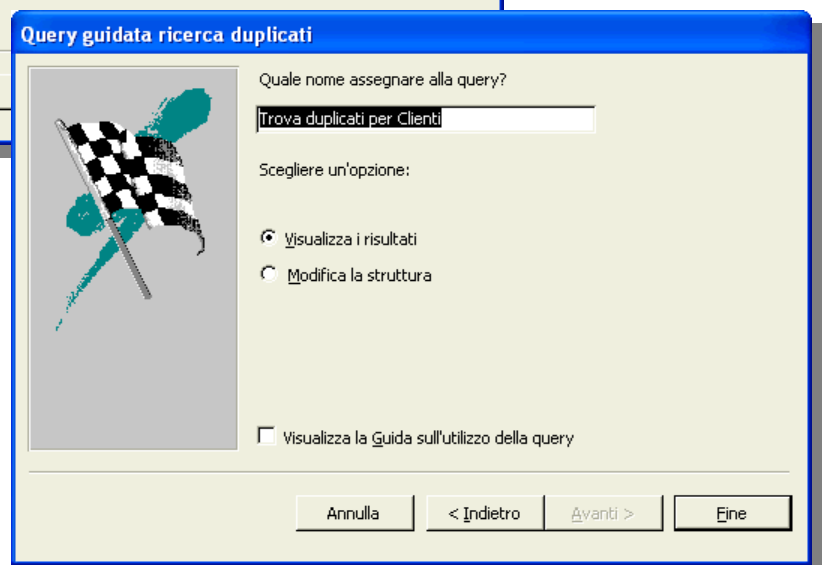 Query guidata ricerca duplicati
Quale nome assegnare alla query?
Trova duplicati per Clienti
Scegliere un'opzione:
Visualizza i risultati
Modifica la struttura
Visualizza la Guida sull'utilizzo della query
Annulla
< Indietro
Avanti >
Fine